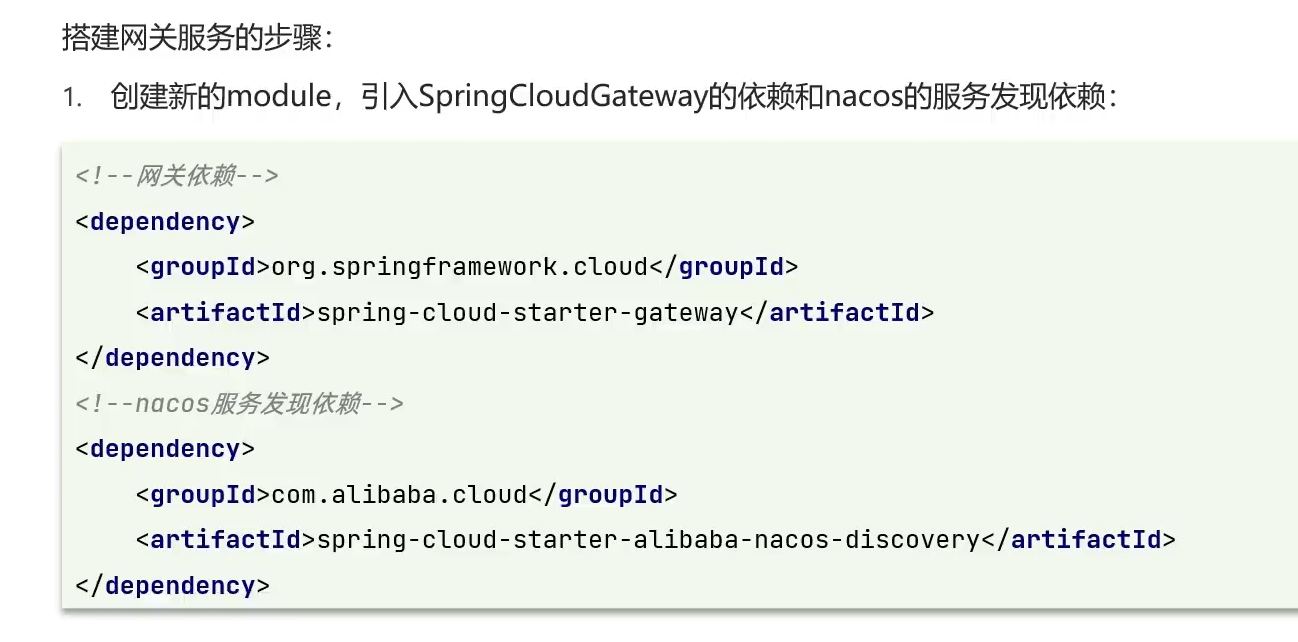 搭建网关服务的步骤：
1. 创建新的module，引入SpringCloudGateway的依赖和nacos的服务发现依赖：
<!--网关依赖-->
<dependency>
    <groupId>org.springframework.cloud</groupId>
    <artifactId>spring-cloud-starter-gateway</artifactId>
</dependency>
<!--nacos服务发现依赖-->
<dependency>
    <groupId>com.alibaba.cloud</groupId>
    <artifactId>spring-cloud-starter-alibaba-nacos-discovery</artifactId>
</dependency>